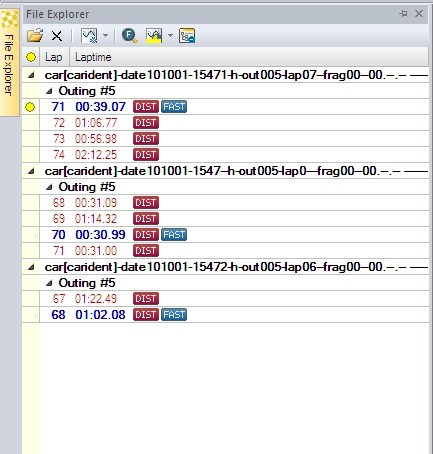 File Explorer
File Explorer
Lap Laptime
car[carident]-date101001-15471-h-out005-lap07--frag00--00.-.-
Outing #5
71 00:39.07 DIST FAST
72 01:06.77 DIST
73 00:56.98 DIST
74 02:12.25 DIST
car[carident]-date101001-1547--h-out005-lap0---frag00--00.-.-
Outing #5
68 00:31.09 DIST
69 01:14.32 DIST
70 00:30.99 DIST FAST
71 00:31.00 DIST
car[carident]-date101001-15472-h-out005-lap06--frag00--00.-.-
Outing #5
67 01:22.49 DIST
68 01:02.08 DIST FAST